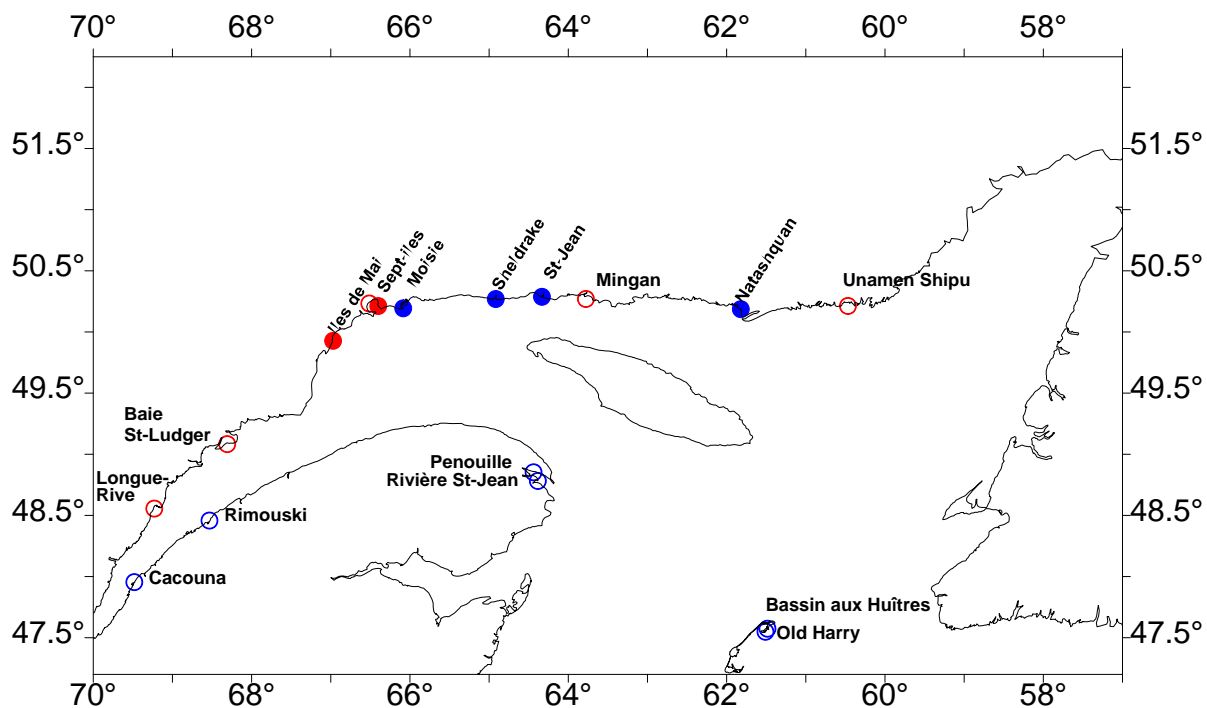 70° 68° 66° 64° 62° 60° 58°
51.5° 51.5°
50.5° 50.5°
49.5° 49.5°
48.5° 48.5°
47.5° 47.5°
Iles de Mai
Sept-Iles
Moisie
Sheldrake
St-Jean
Mingan
Natashquan
Unamen Shipu
Baie
St-Ludger
Longue-
Rive
Penouille
Rivière St-Jean
Rimouski
Cacouna
Bassin aux Huîtres
Old Harry
70° 68° 66° 64° 62° 60° 58°